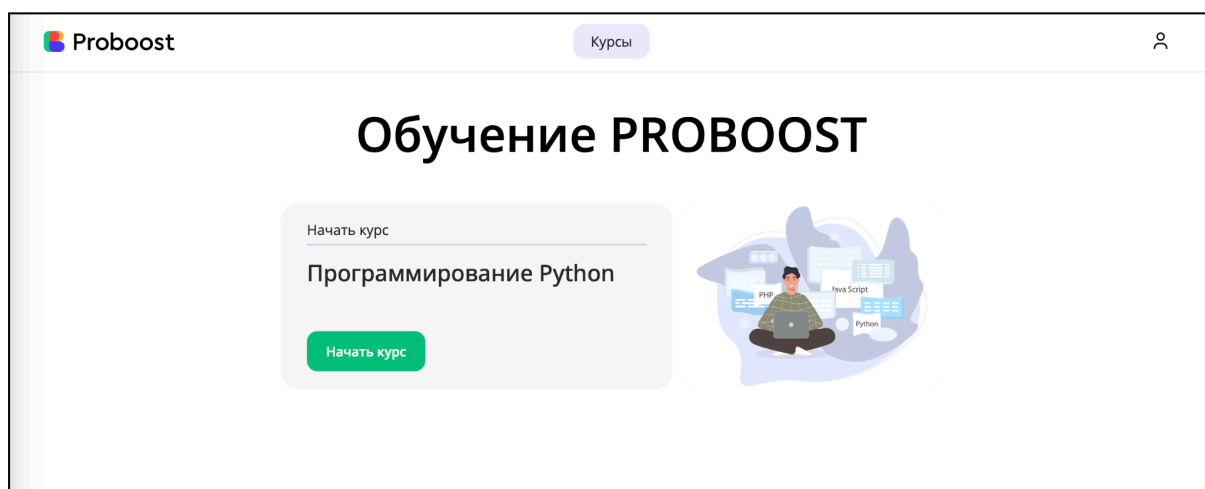 Proboost
Курсы
Обучение PROBOOST
Начать курс
Программирование Python
Начать курс
PHP
Java Script
Python